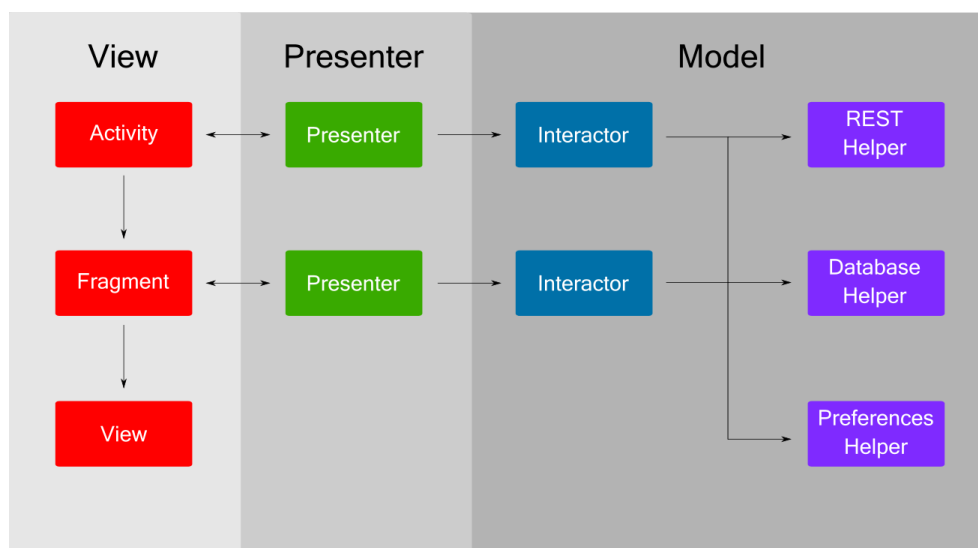 View
Presenter
Model
Activity
Presenter
Interactor
REST
Helper
Fragment
Presenter
Interactor
Database
Helper
View
Preferences
Helper